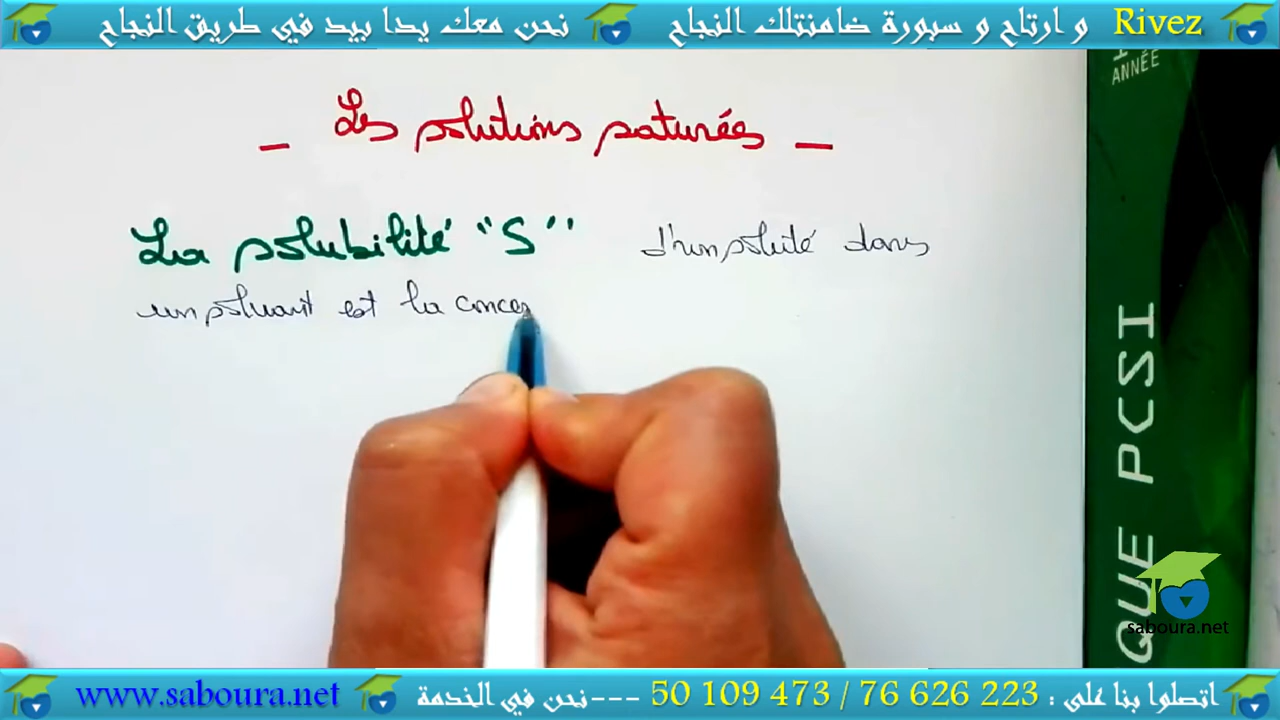 نحن معك يدا بيد في طريق النجاح
Rivez و ارتاح و سبورة ضامنتلك النجاح
ANNÉE
_ Les solutions saturées _
La solubilité "S" d'un soluté dans
un solvant est la concen
QUE PCSI
saboura.net
www.saboura.net
اتصلوا بنا على : 50 109 473 / 76 626 223 ---نحن في الخدمة